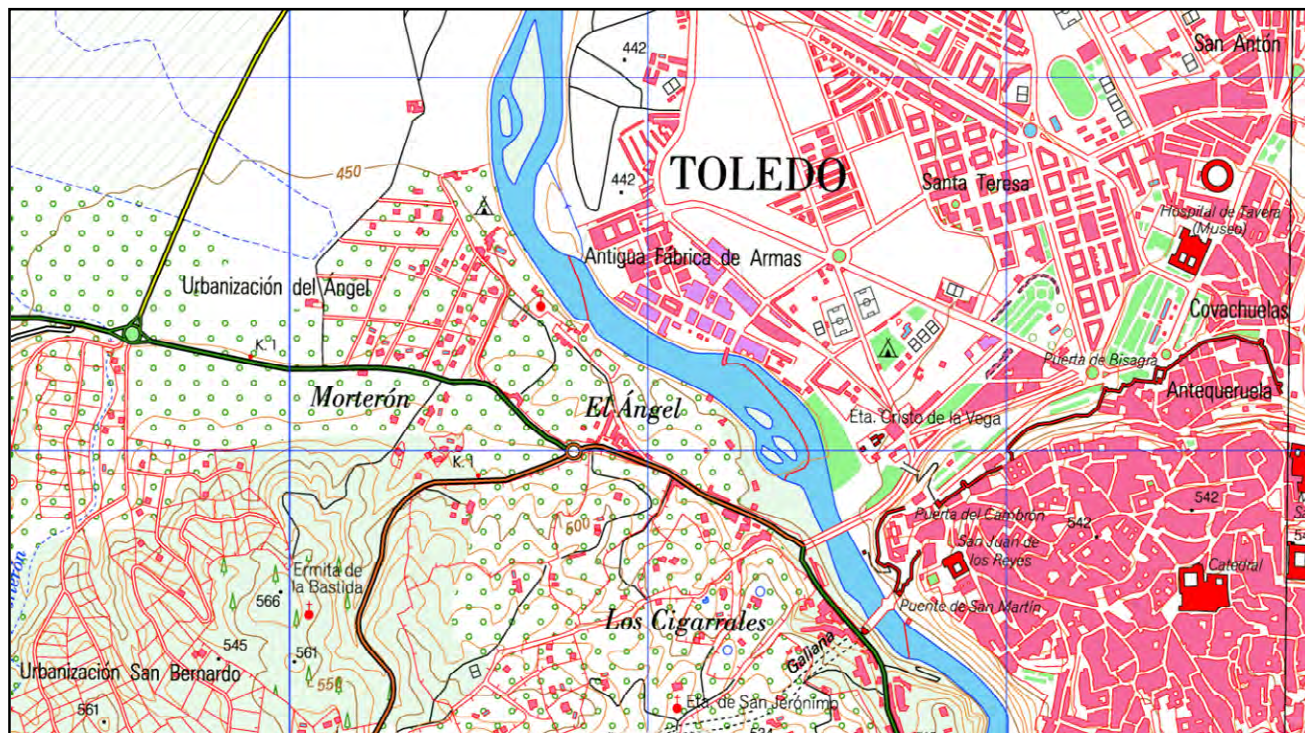 San Antón
442
450
TOLEDO
442
Santa Teresa
Hospital de Tavera
(Museo)
Antigua Fábrica de Armas
Urbanización del Ángel
Covachuelas
K.1
Puerta de Bisagra
Antequeruela
Morterón
El Ángel
Eta. Cristo de la Vega
K.1
500
542
Puerta del Cambrón
542
San Juan de
los Reyes
Ermita de
la Bastida
Catedral
566
Puente de San Martín
Los Cigarrales
Galiana
545
561
Urbanización San Bernardo
550
Eta. de San Jerónimo
561